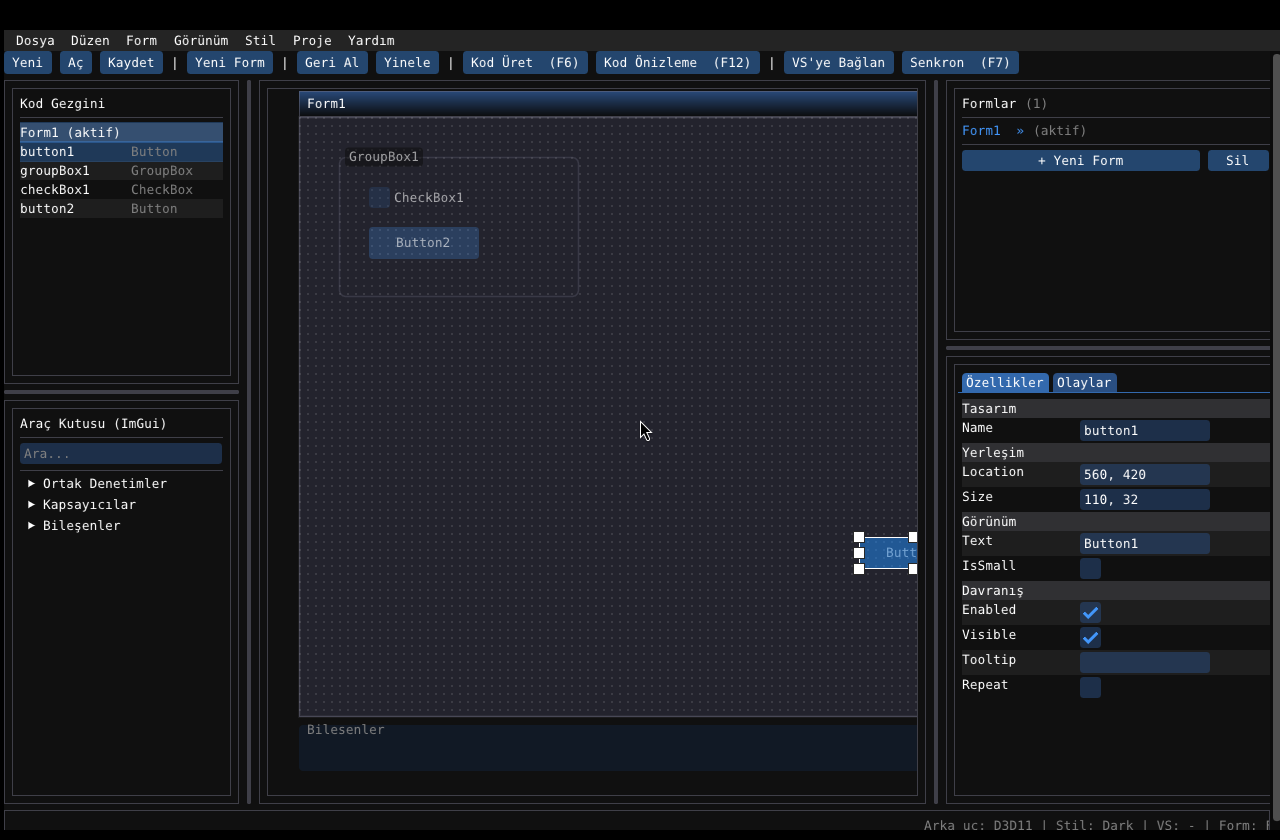 Dosya Düzen Form Görünüm Stil Proje Yardım
Yeni Aç Kaydet | Yeni Form | Geri Al Yinele | Kod Üret (F6) Kod Önizleme (F12) | VS'ye Bağlan Senkron (F7)
Kod Gezgini
Form1 (aktif)
button1 Button
groupBox1 GroupBox
checkBox1 CheckBox
button2 Button
Araç Kutusu (ImGui)
Ara...
► Ortak Denetimler
► Kapsayıcılar
► Bileşenler
Form1
GroupBox1
CheckBox1
Button2
Butt
Bilesenler
Formlar (1)
Form1 » (aktif)
+ Yeni Form Sil
Özellikler Olaylar
Tasarım
Name button1
Yerleşim
Location 560, 420
Size 110, 32
Görünüm
Text Button1
IsSmall
Davranış
Enabled
Visible
Tooltip
Repeat
Arka uc: D3D11 | Stil: Dark | VS: - | Form: